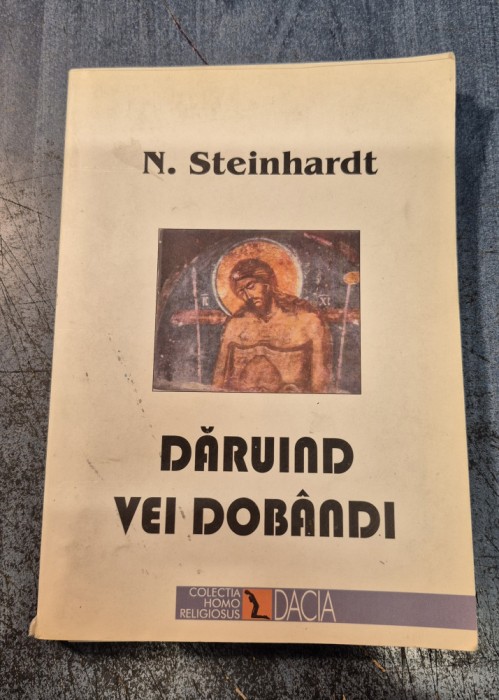 N. Steinhardt
DĂRUIND
VEI DOBÂNDI
COLECTIA
HOMO
RELIGIOSUS
DACIA